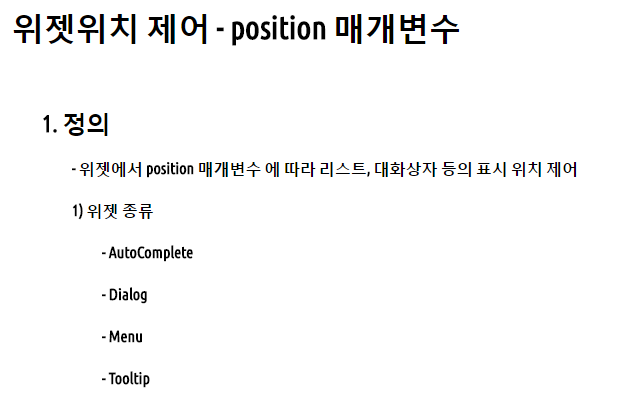 위젯위치 제어 - position 매개변수
1. 정의
- 위젯에서 position 매개변수 에 따라 리스트, 대화상자 등의 표시 위치 제어
1) 위젯 종류
- AutoComplete
- Dialog
- Menu
- Tooltip